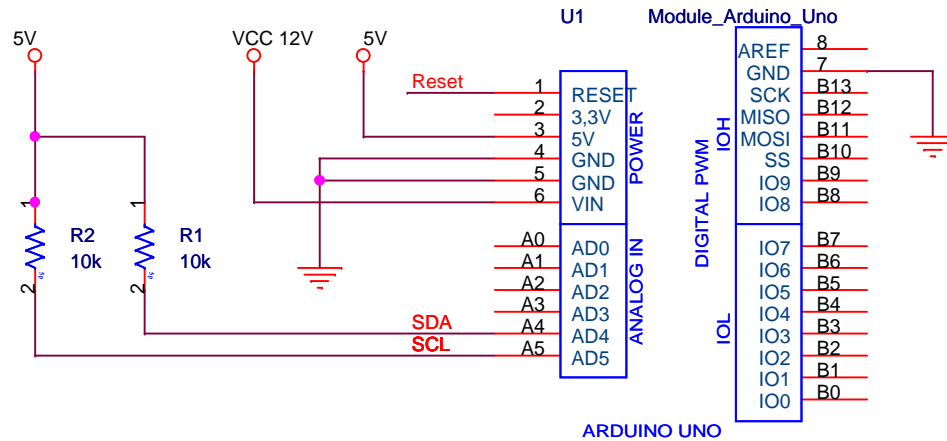 U1
Module_Arduino_Uno
5V
VCC 12V
5V
Reset
1
2
3
4
5
6
RESET
3,3V
5V
GND
GND
VIN
POWER
A0
A1
A2
A3
A4
A5
AD0
AD1
AD2
AD3
AD4
AD5
ANALOG IN
SDA
SCL
1
R2
10k
2
1
R1
10k
2
AREF
GND
SCK
MISO
MOSI
SS
IO9
IO8
8
7
B13
B12
B11
B10
B9
B8
IOH
DIGITAL PWM
IO7
IO6
IO5
IO4
IO3
IO2
IO1
IO0
B7
B6
B5
B4
B3
B2
B1
B0
IOL
ARDUINO UNO